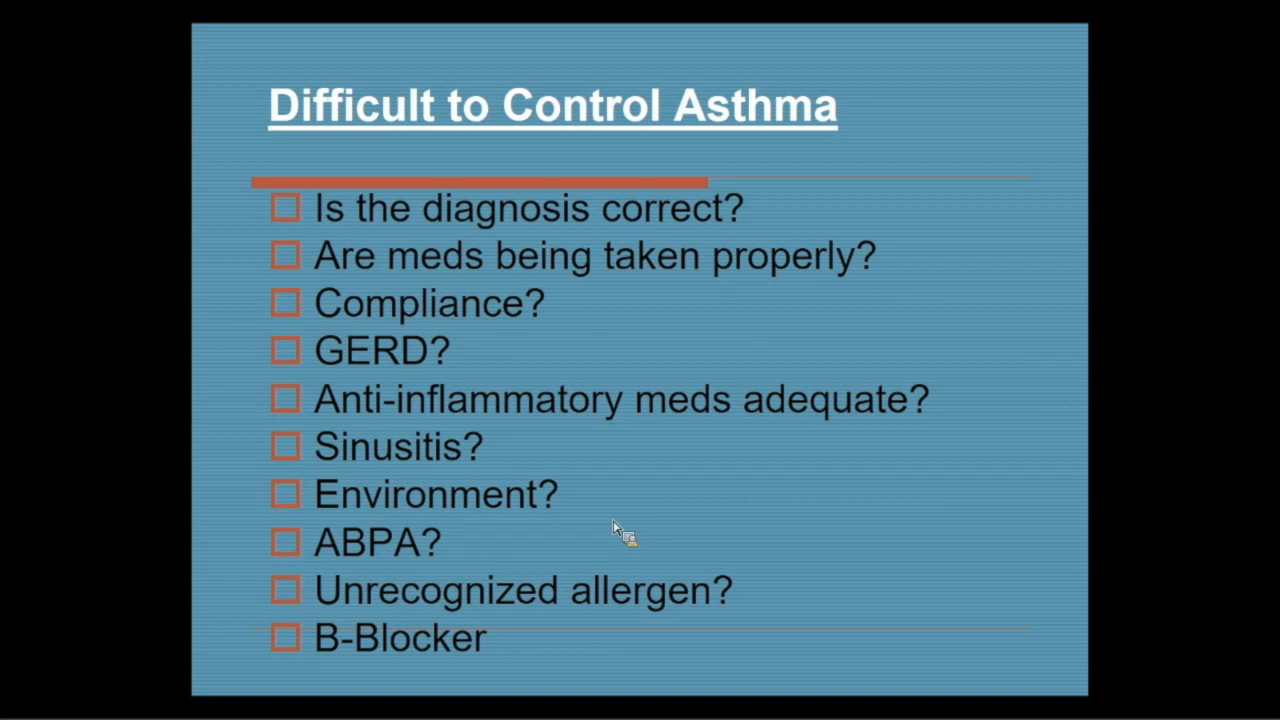 Difficult to Control Asthma
Is the diagnosis correct?
Are meds being taken properly?
Compliance?
GERD?
Anti-inflammatory meds adequate?
Sinusitis?
Environment?
ABPA?
Unrecognized allergen?
B-Blocker